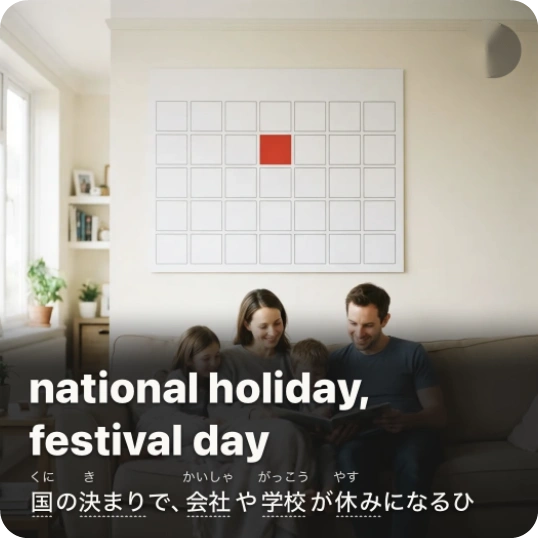 national holiday,
festival day
くに き かいしゃ がっこう やす
国の決まりで、会社や学校が休みになるひ